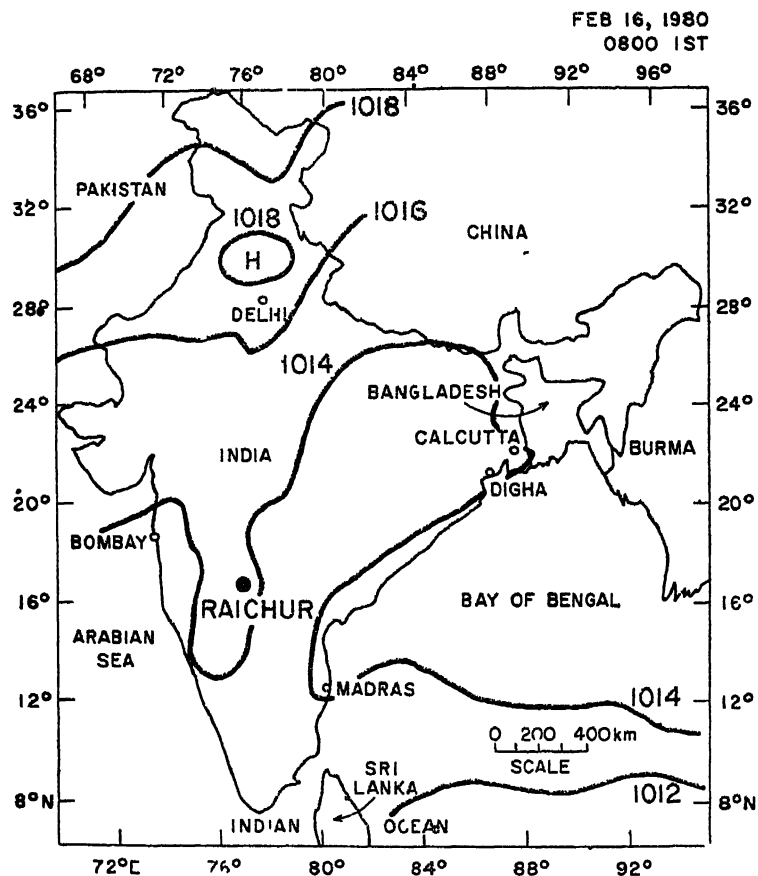 FEB 16, 1980
0800 IST
68° 72° 76° 80° 84° 88° 92° 96°
36° 36°
1018
PAKISTAN
32° 32°
1018
1016
CHINA
H
28° 28°
DELHI
1014
BANGLADESH
24° 24°
CALCUTTA
INDIA
BURMA
DIGHA
20° 20°
BOMBAY
16° 16°
RAICHUR
BAY OF BENGAL
ARABIAN
SEA
12° 12°
MADRAS
1014
0 200 400km
SCALE
SRI
LANKA
1012
8°N 8°N
INDIAN OCEAN
72°E 76° 80° 84° 88° 92°